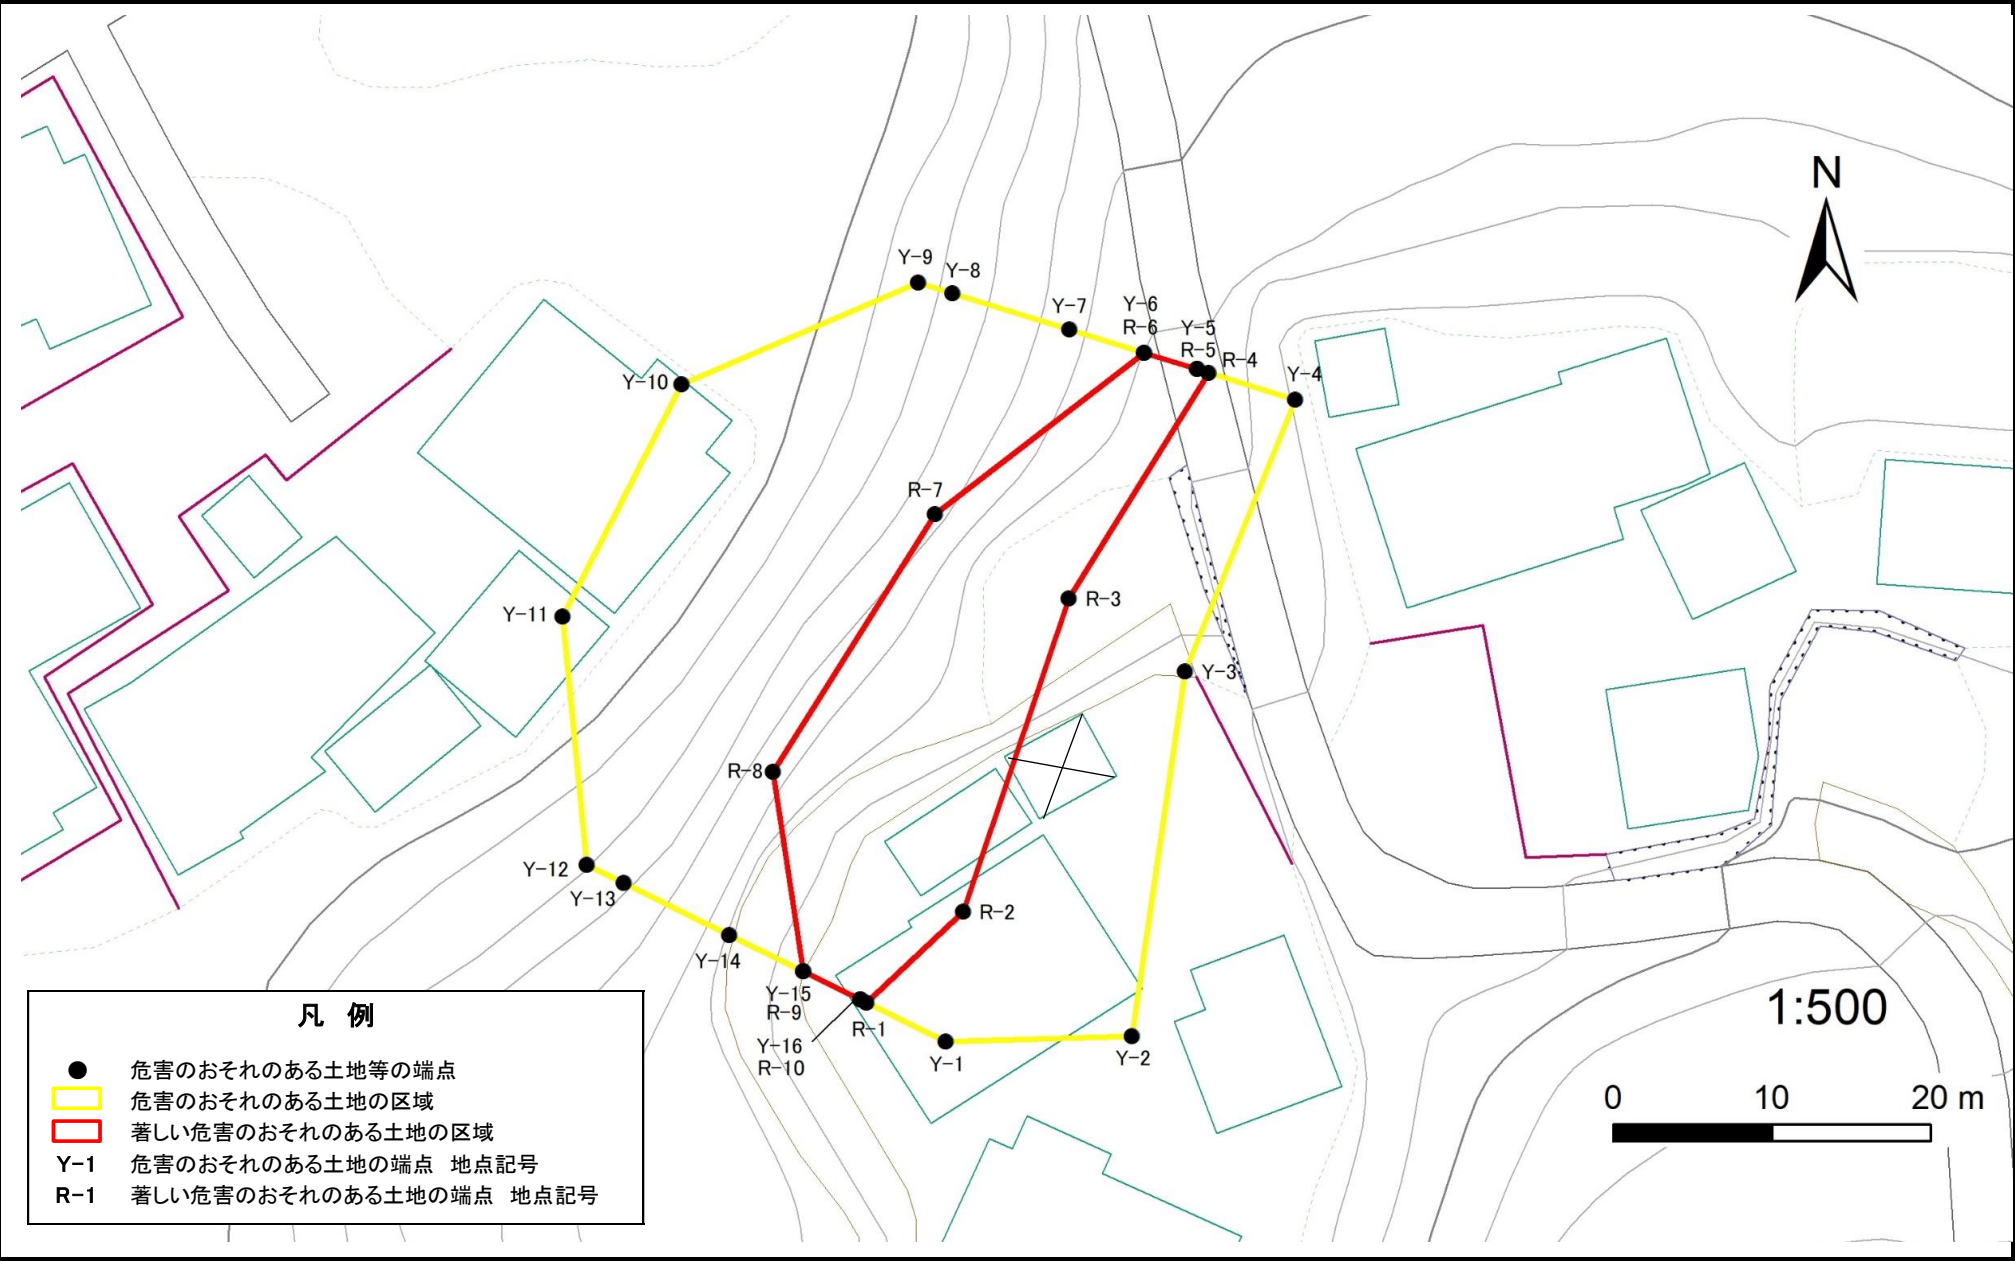 N
Y-9
Y-8
Y-7
Y-6
R-6
Y-5
R-5
R-4
Y-4
Y-10
R-7
R-3
Y-11
Y-3
R-8
Y-12
Y-13
R-2
Y-14
Y-15
R-9
R-1
Y-16
R-10
Y-1
Y-2
1:500
0 10 20 m
凡 例
危害のおそれのある土地等の端点
危害のおそれのある土地の区域
著しい危害のおそれのある土地の区域
Y-1 危害のおそれのある土地の端点 地点記号
R-1 著しい危害のおそれのある土地の端点 地点記号